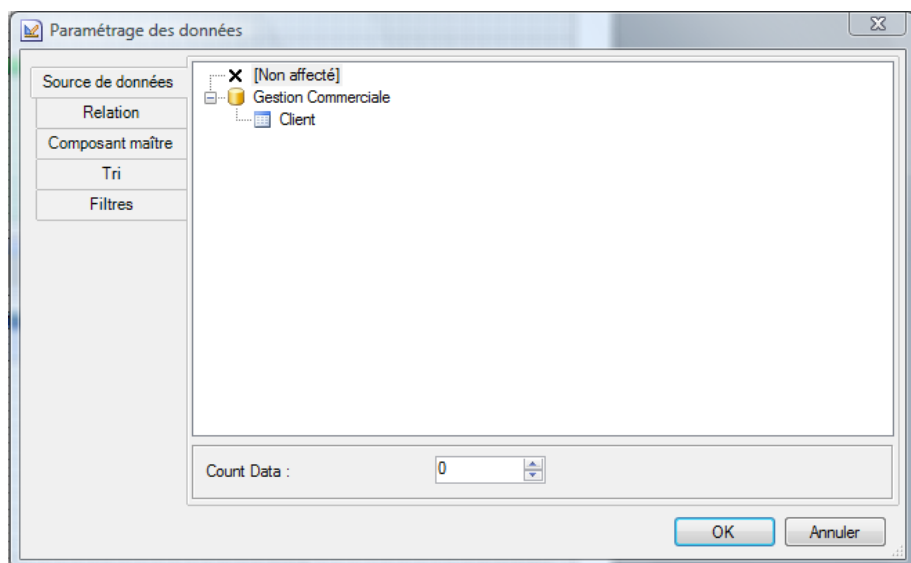 Paramétrage des données
Source de données
Relation
Composant maître
Tri
Filtres
[Non affecté]
Gestion Commerciale
Client
Count Data :
0
OK
Annuler